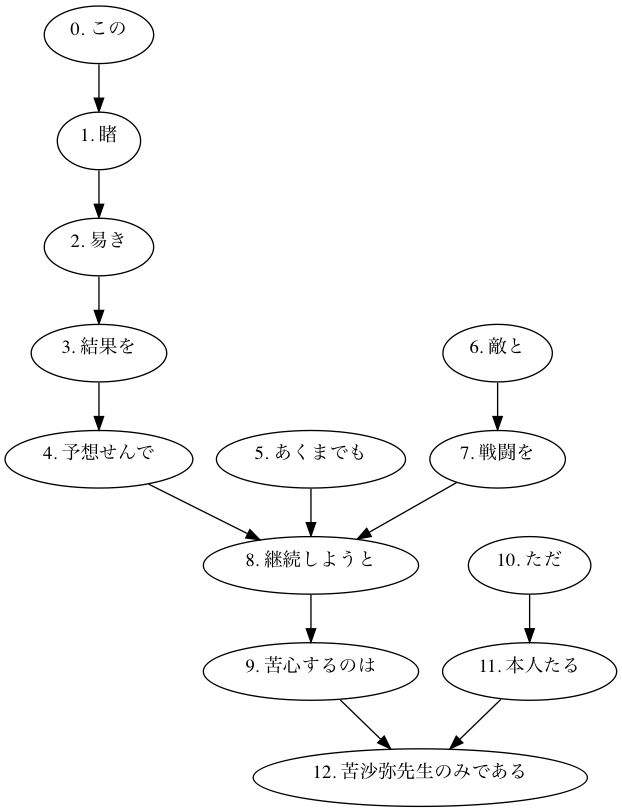 0. この
1. 睹
2. 易き
3. 結果を
6. 敵と
4. 予想せんで
5. あくまでも
7. 戦闘を
8. 継続しようと
10. ただ
9. 苦心するのは
11. 本人たる
12. 苦沙弥先生のみである